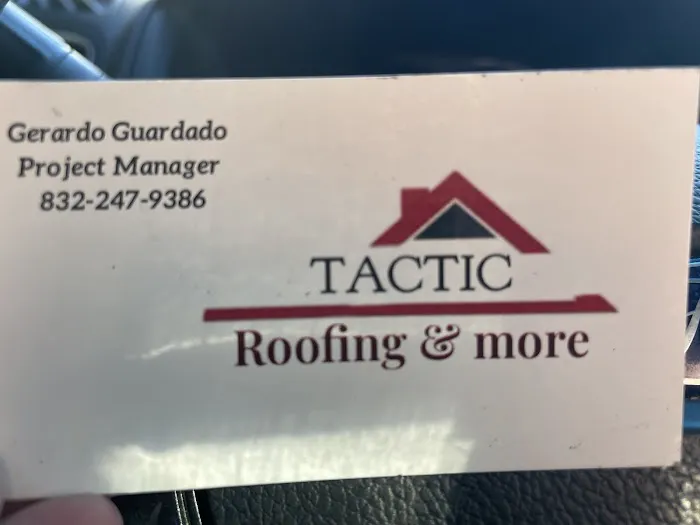 Gerardo Guardado
Project Manager
832-247-9386
TACTIC
Roofing & more